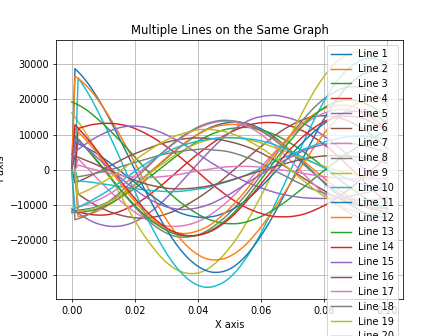 Multiple Lines on the Same Graph
30000
20000
10000
0
-10000
-20000
-30000
0.00
0.02
0.04
0.06
X axis
Line 1
Line 2
Line 3
Line 4
Line 5
Line 6
Line 7
Line 8
Line 9
Line 10
Line 11
Line 12
Line 13
Line 14
Line 15
Line 16
Line 17
Line 18
Line 19
Line 20